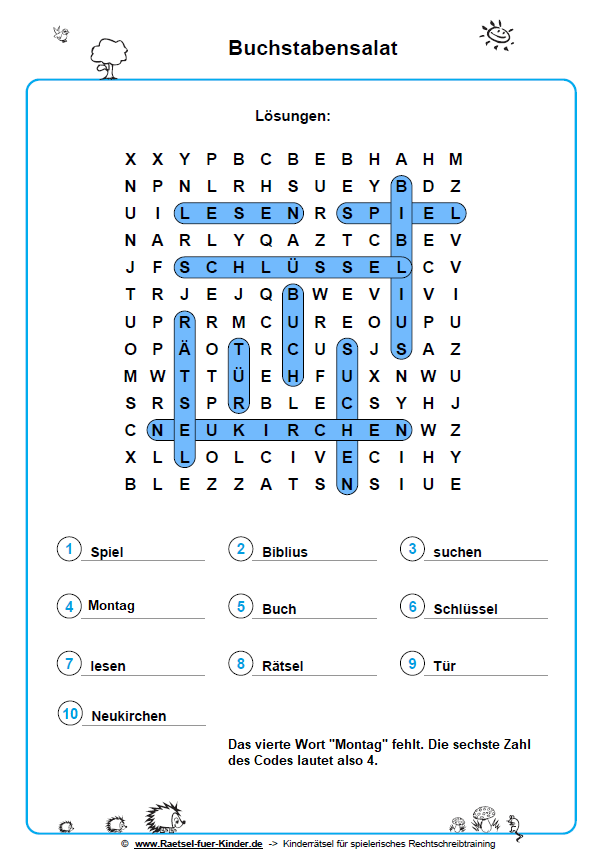 Buchstabensalat
Lösungen:
X X Y P B C B E B H A H M
N P N L R H S U E Y B D Z
U I L E S E N R S P I E L
N A R L Y Q A Z T C B E V
J F S C H L Ü S S E L C V
T R J E J Q B W E V I V I
U P R R M C U R E O U P U
O P Ä O T R C U S J S A Z
M W T T Ü E H F U X N W U
S R S P R B L E C S Y H J
C N E U K I R C H E N W Z
X L L O L C I V E C I H Y
B L E Z Z A T S N S I U E
1 Spiel 2 Biblius 3 suchen
4 Montag 5 Buch 6 Schlüssel
7 lesen 8 Rätsel 9 Tür
10 Neukirchen
Das vierte Wort "Montag" fehlt. Die sechste Zahl
des Codes lautet also 4.
© www.Raetsel-fuer-Kinder.de -> Kinderrätsel für spielerisches Rechtschreibtraining